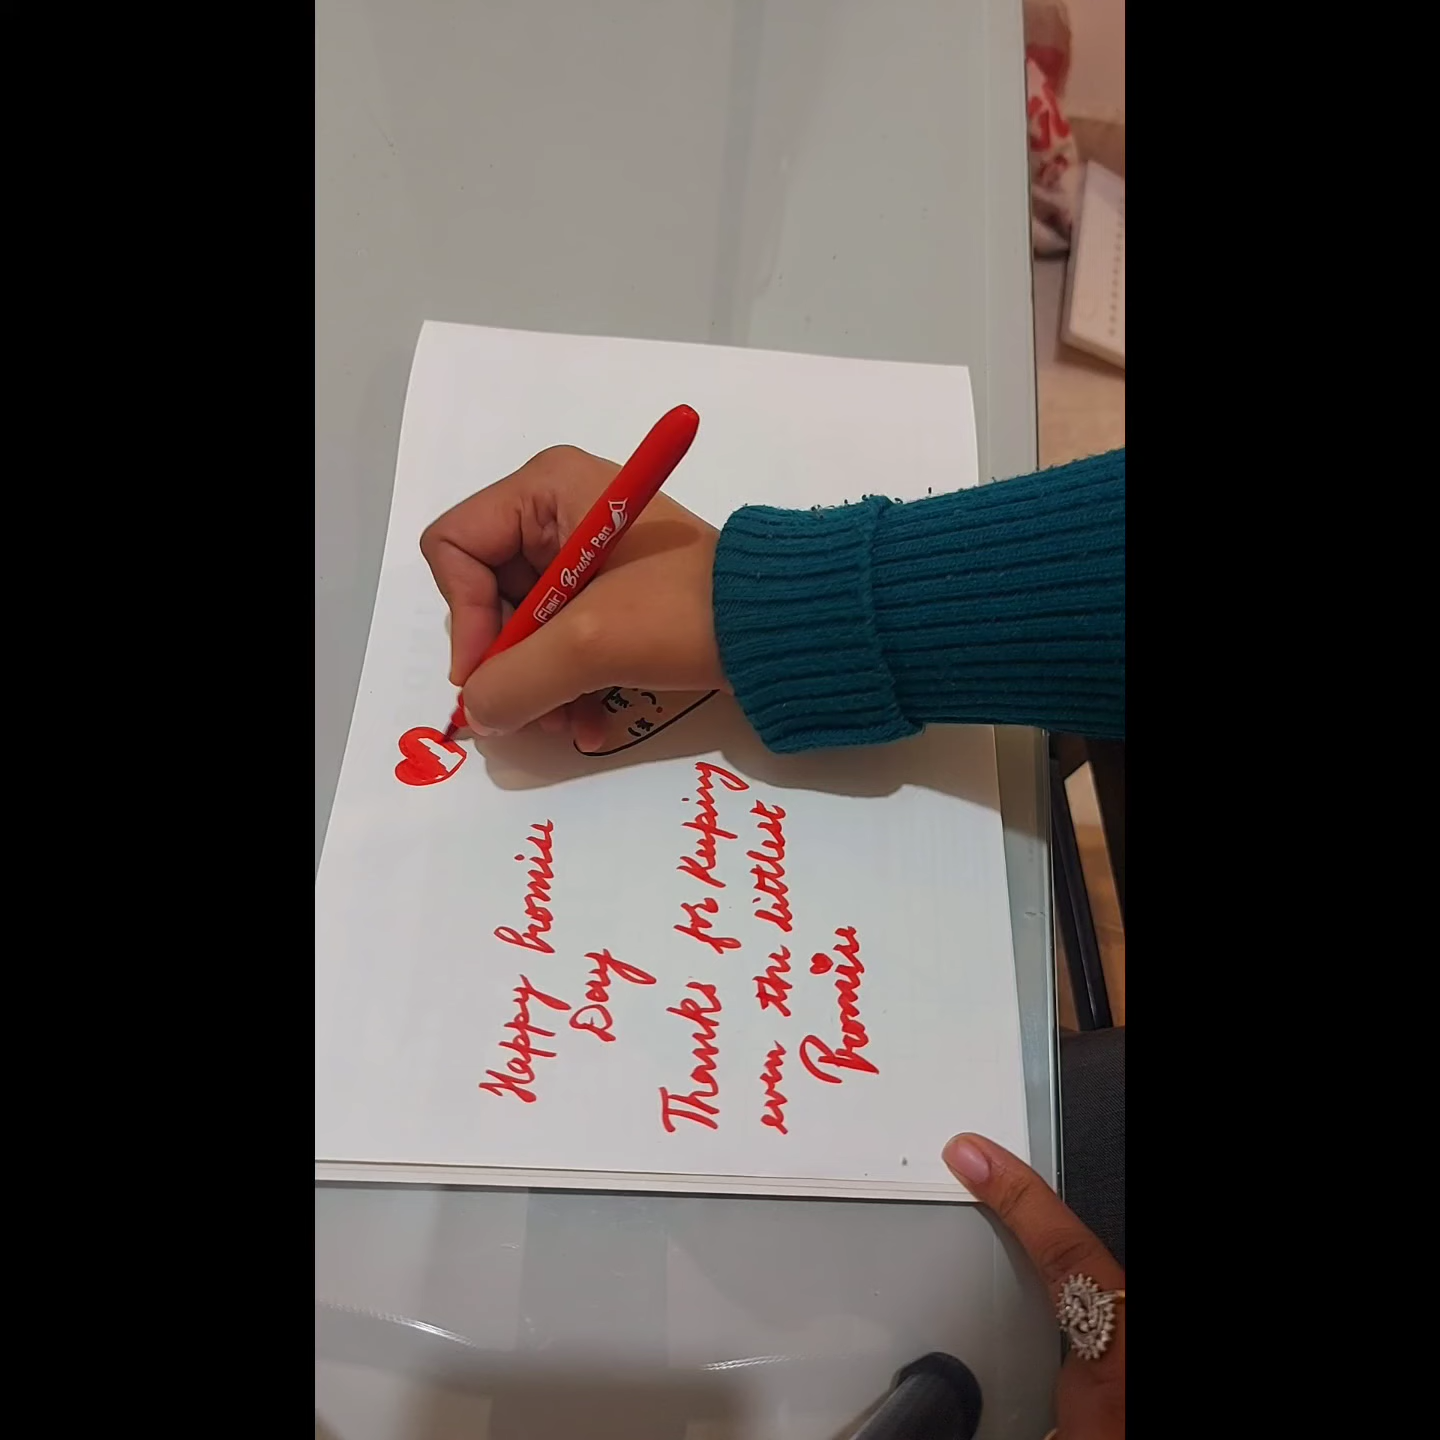 Happy Promise
Day
Thanks for Keeping
even the littlest
Promise
Flair Brush Pen